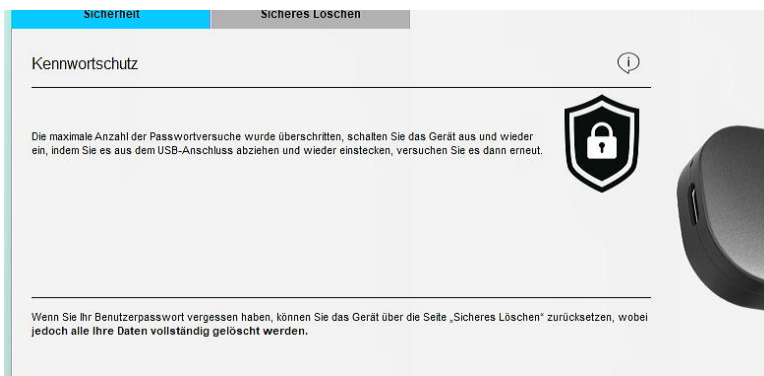 Sicherheit
Sicheres Löschen
Kennwortschutz
Die maximale Anzahl der Passwortversuche wurde überschritten, schalten Sie das Gerät aus und wieder
ein, indem Sie es aus dem USB-Anschluss abziehen und wieder einstecken, versuchen Sie es dann erneut.
Wenn Sie Ihr Benutzerpasswort vergessen haben, können Sie das Gerät über die Seite „Sicheres Löschen“ zurücksetzen, wobei
jedoch alle Ihre Daten vollständig gelöscht werden.